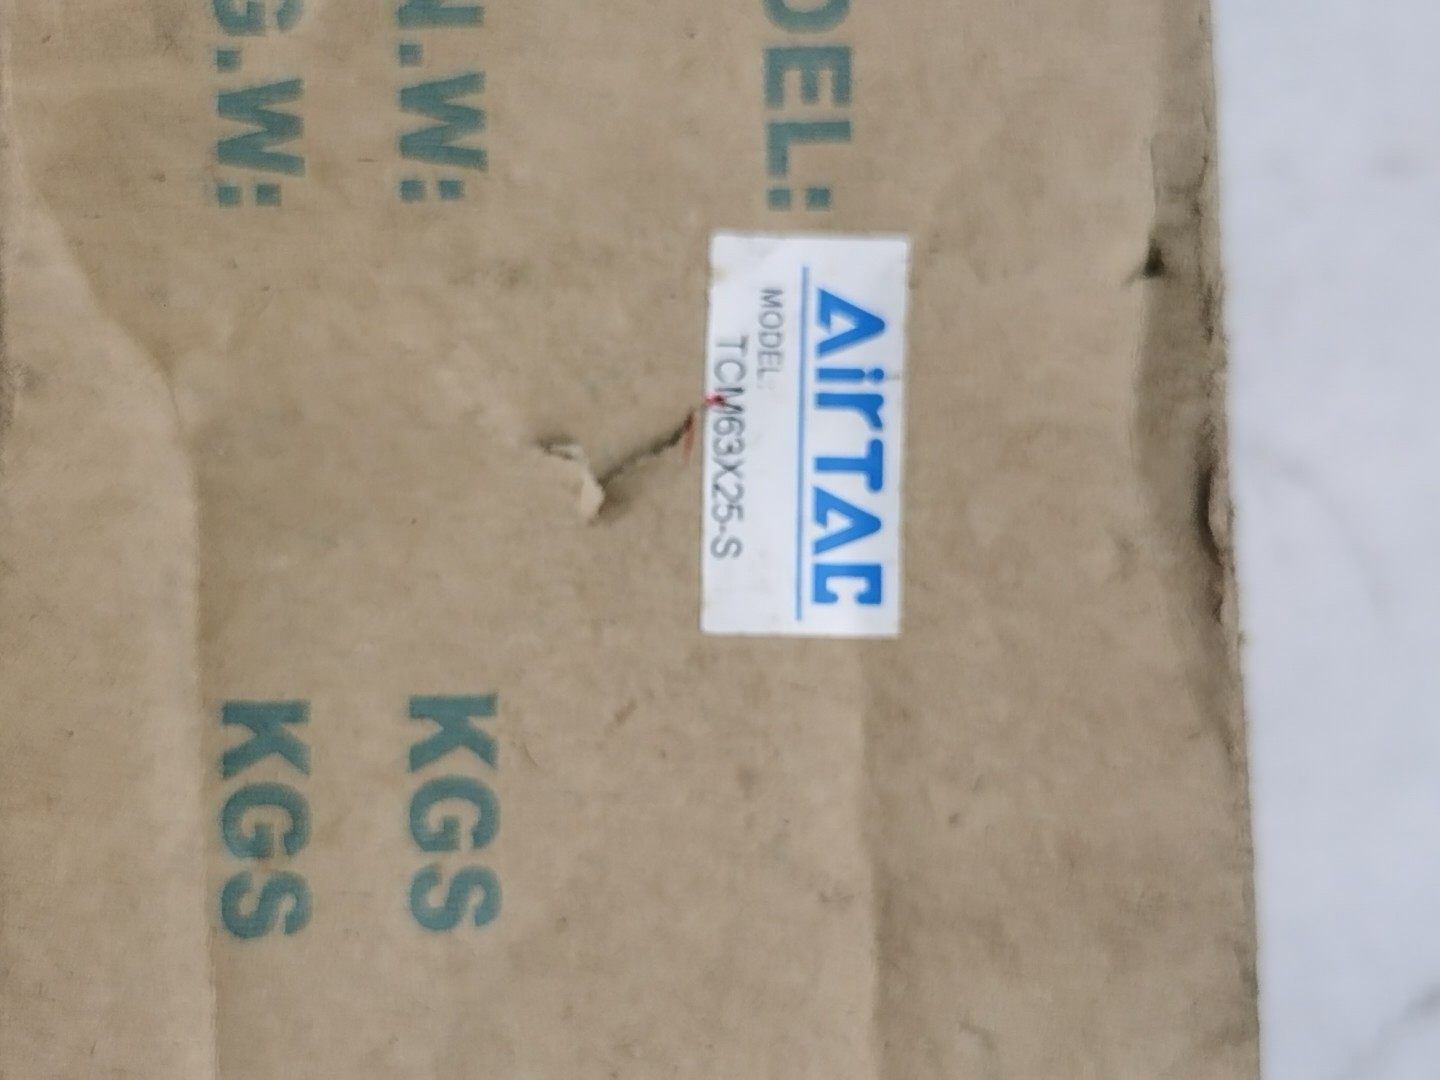 DEL:
AirTAC
MODEL:
TCM63X25-S
N.W: KGS
G.W: KGS